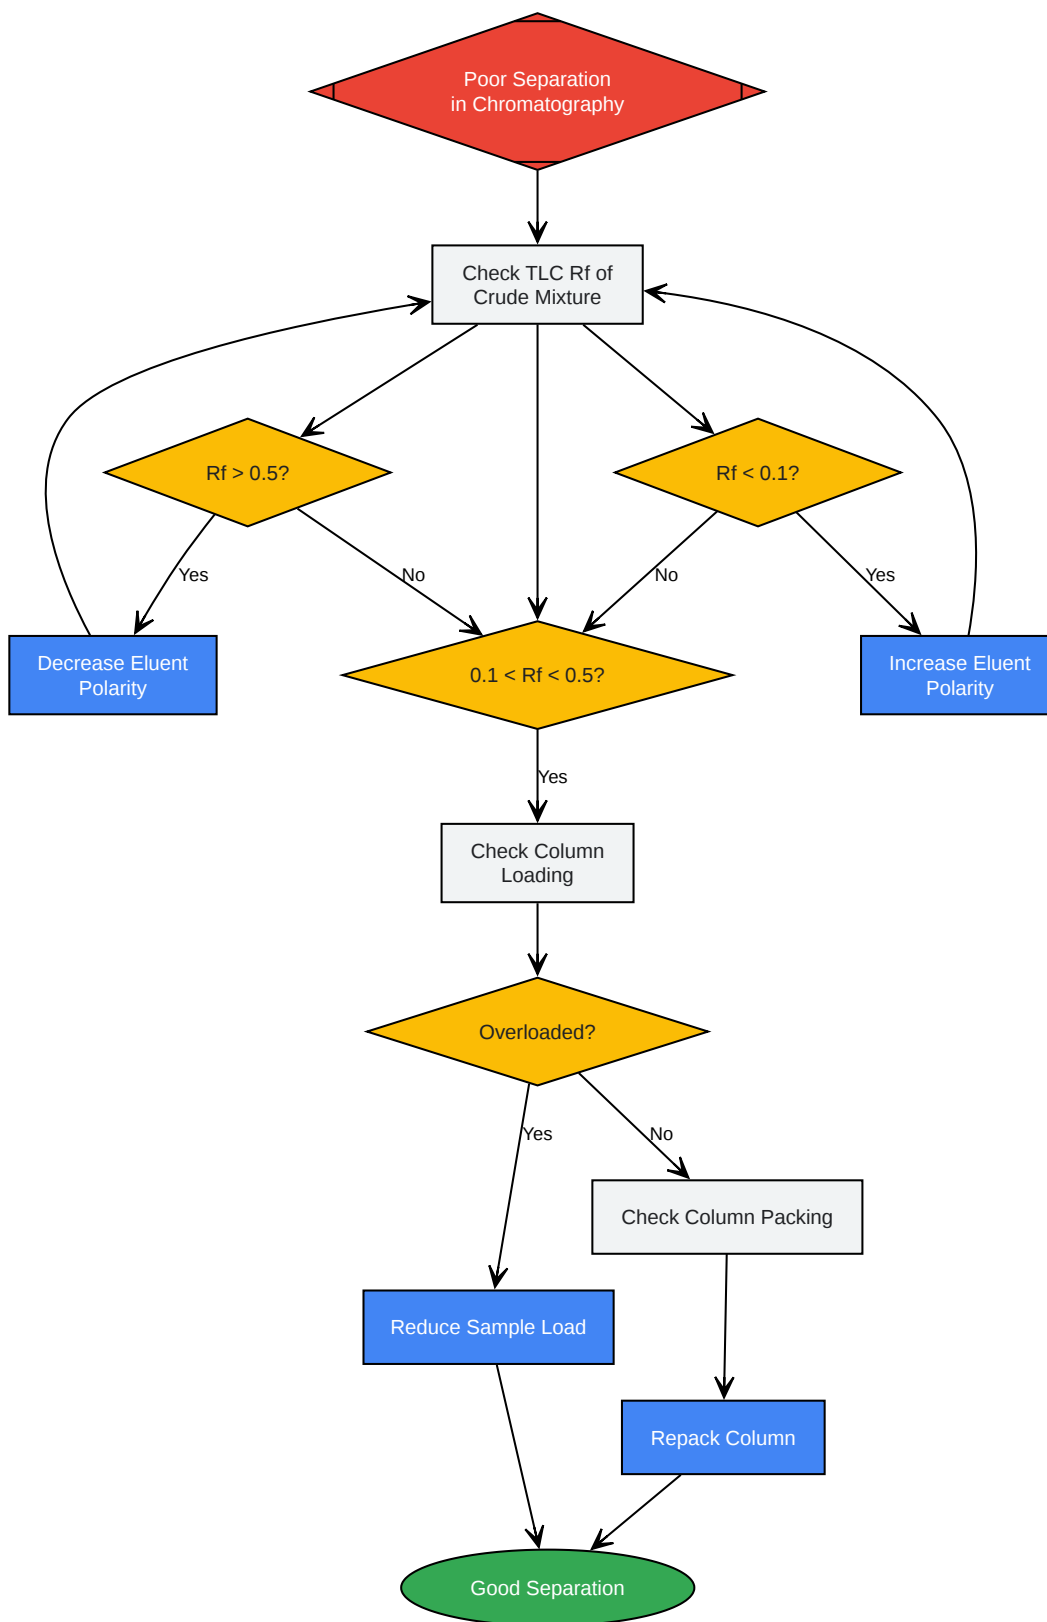 Poor Separation
in Chromatography
Check TLC Rf of
Crude Mixture
Rf > 0.5?
Rf < 0.1?
Yes
No
No
Yes
Decrease Eluent
Polarity
0.1 < Rf < 0.5?
Increase Eluent
Polarity
Yes
Check Column
Loading
Overloaded?
Yes
No
Check Column Packing
Reduce Sample Load
Repack Column
Good Separation